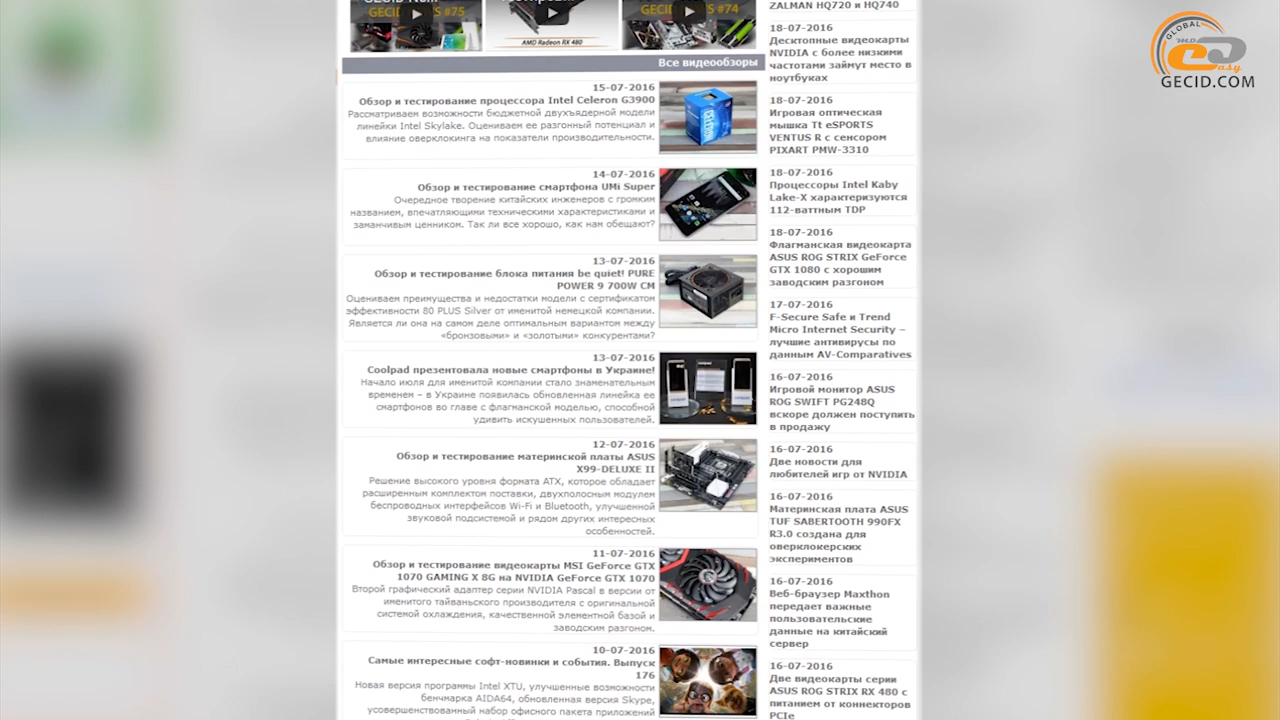 GECID
#75
AMD Radeon RX 480
#74
Все видеообзоры
15-07-2016
Обзор и тестирование процессора Intel Celeron G3900
Рассматриваем возможности бюджетной двухъядерной модели
линейки Intel Skylake. Оцениваем ее разгонный потенциал и
влияние оверклокинга на показатели производительности.
14-07-2016
Обзор и тестирование смартфона UMi Super
Очередное творение китайских инженеров с громким
названием, впечатляющими техническими характеристиками и
заманчивым ценником. Так ли все хорошо, как нам обещают?
13-07-2016
Обзор и тестирование блока питания be quiet! PURE
POWER 9 700W CM
Оцениваем преимущества и недостатки модели с сертификатом
эффективности 80 PLUS Silver от именитой немецкой компании.
Является ли она на самом деле оптимальным вариантом между
«бронзовыми» и «золотыми» конкурентами?
13-07-2016
Coolpad презентовала новые смартфоны в Украине!
Начало июля для именитой компании стало знаменательным
временем – в Украине появилась обновленная линейка ее
смартфонов во главе с флагманской моделью, способной
удивить искушенных пользователей.
12-07-2016
Обзор и тестирование материнской платы ASUS
X99-DELUXE II
Решение высокого уровня формата ATX, которое обладает
расширенным комплектом поставки, двухполосным модулем
беспроводных интерфейсов Wi-Fi и Bluetooth, улучшенной
звуковой подсистемой и рядом других интересных
особенностей.
11-07-2016
Обзор и тестирование видеокарты MSI GeForce GTX
1070 GAMING X 8G на NVIDIA GeForce GTX 1070
Второй графический адаптер серии NVIDIA Pascal в версии от
именитого тайваньского производителя с оригинальной
системой охлаждения, качественной элементной базой и
заводским разгоном.
10-07-2016
Самые интересные софт-новинки и события. Выпуск
176
Новая версия программы Intel XTU, улучшенные возможности
бенчмарка AIDA64, обновленная версия Skype,
усовершенствованный набор офисного пакета приложений
ZALMAN HQ720 и HQ740
18-07-2016
Десктопные видеокарты
NVIDIA с более низкими
частотами займут место в
ноутбуках
18-07-2016
Игровая оптическая
мышка Tt eSPORTS
VENTUS R с сенсором
PIXART PMW-3310
18-07-2016
Процессоры Intel Kaby
Lake-X характеризуются
112-ваттным TDP
18-07-2016
Флагманская видеокарта
ASUS ROG STRIX GeForce
GTX 1080 с хорошим
заводским разгоном
17-07-2016
F-Secure Safe и Trend
Micro Internet Security –
лучшие антивирусы по
данным AV-Comparatives
16-07-2016
Игровой монитор ASUS
ROG SWIFT PG248Q
вскоре должен поступить
в продажу
16-07-2016
Две новости для
любителей игр от NVIDIA
16-07-2016
Материнская плата ASUS
TUF SABERTOOTH 990FX
R3.0 создана для
оверклокерских
экспериментов
16-07-2016
Веб-браузер Maxthon
передает важные
пользовательские
данные на китайский
сервер
16-07-2016
Две видеокарты серии
ASUS ROG STRIX RX 480 с
питанием от коннекторов
PCIe
GLOBAL
easy
GECID.COM